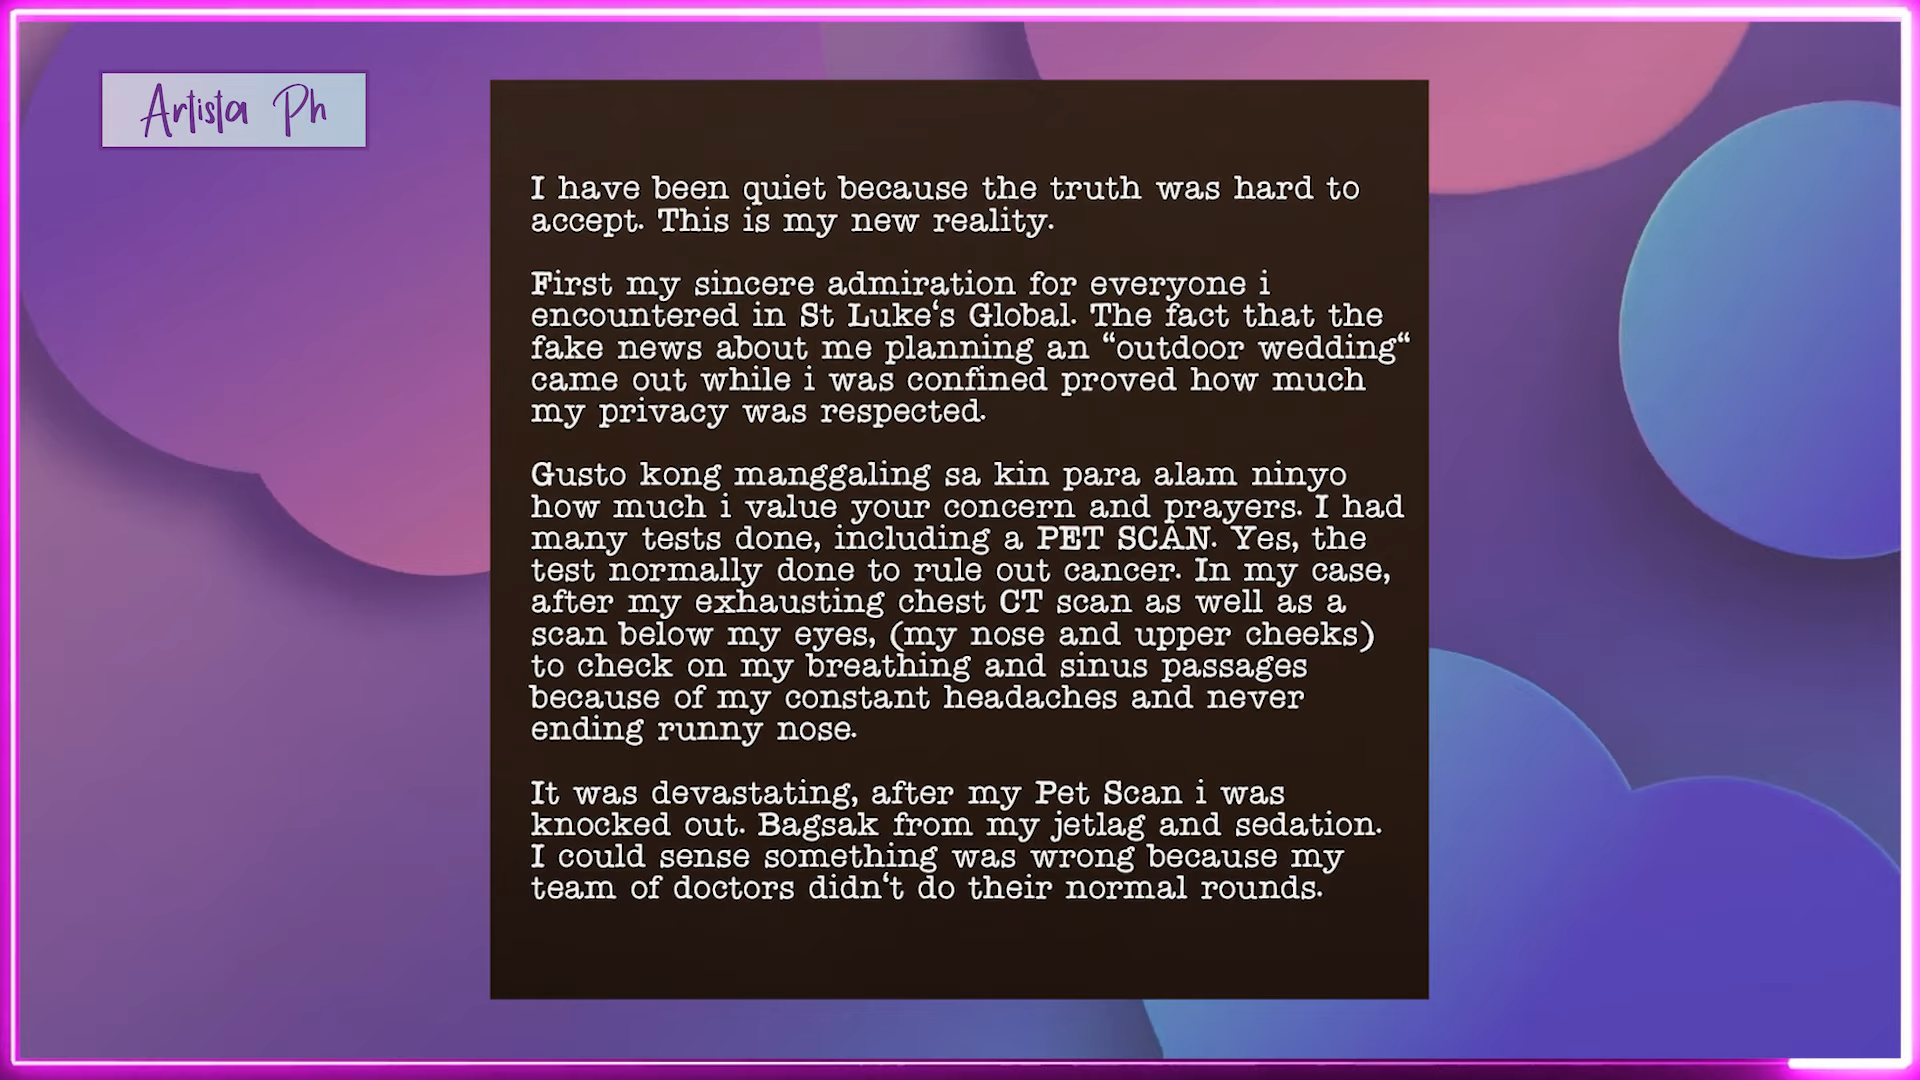 Artista Ph
I have been quiet because the truth was hard to
accept. This is my new reality.
First my sincere admiration for everyone i
encountered in St Luke‘s Global. The fact that the
fake news about me planning an “outdoor wedding“
came out while i was confined proved how much
my privacy was respected.
Gusto kong manggaling sa kin para alam ninyo
how much i value your concern and prayers. I had
many tests done, including a PET SCAN. Yes, the
test normally done to rule out cancer. In my case,
after my exhausting chest CT scan as well as a
scan below my eyes, (my nose and upper cheeks)
to check on my breathing and sinus passages
because of my constant headaches and never
ending runny nose.
It was devastating, after my Pet Scan i was
knocked out. Bagsak from my jetlag and sedation.
I could sense something was wrong because my
team of doctors didn‘t do their normal rounds.